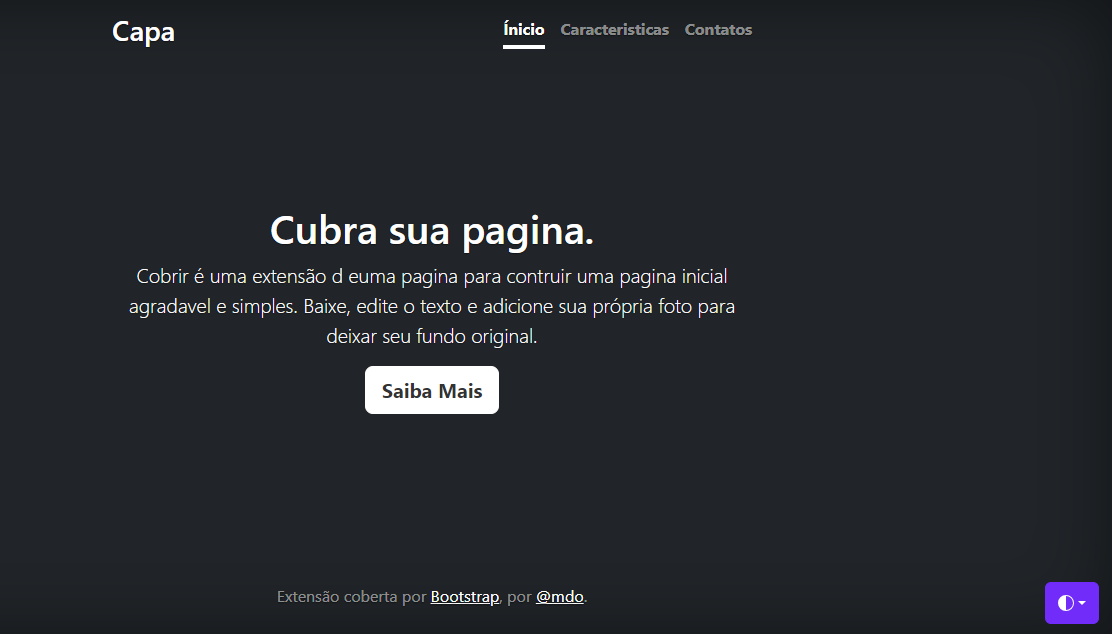 Capa
Ínicio Caracteristicas Contatos
Cubra sua pagina.
Cobrir é uma extensão d euma pagina para contruir uma pagina inicial
agradavel e simples. Baixe, edite o texto e adicione sua própria foto para
deixar seu fundo original.
Saiba Mais
Extensão coberta por Bootstrap, por @mdo.